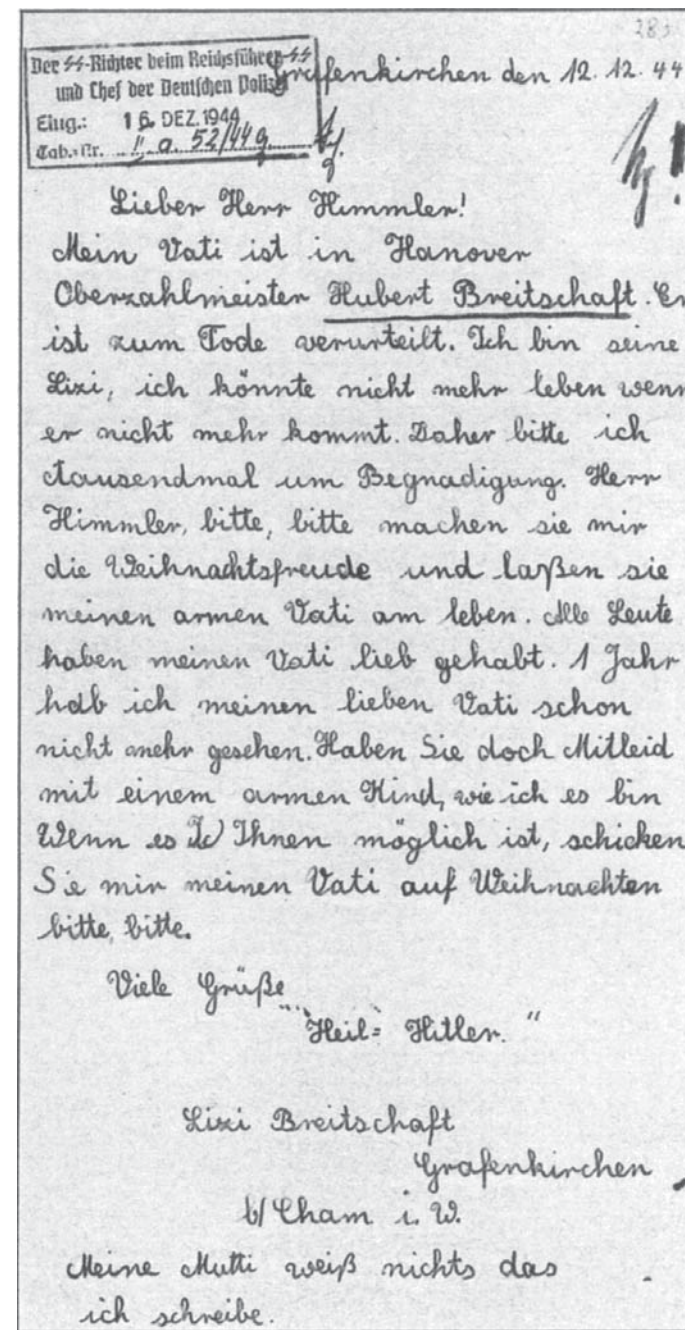 283
Der SS-Richter beim Reichsführer-SS
und Chef der Deutschen Polizei
Eing.: 16. DEZ. 1944
Tab.-Nr. II a. 52/44 g.
Grafenkirchen den 12. 12. 44
Lieber Herr Himmler!
Mein Vati ist in Hanover
Oberzahlmeister Hubert Breitschaft. Er
ist zum Tode verurteilt. Ich bin seine
Lixi, ich könnte nicht mehr leben wenn
er nicht mehr kommt. Daher bitte ich
tausendmal um Begnadigung. Herr
Himmler, bitte, bitte machen sie mir
die Weihnachtsfreude und laßen sie
meinen armen Vati am leben. Alle Leute
haben meinen Vati lieb gehabt. 1 Jahr
hab ich meinen lieben Vati schon
nicht mehr gesehen. Haben Sie doch Mitleid
mit einem armen Kind, wie ich es bin
Wenn es Ihnen möglich ist, schicken
Sie mir meinen Vati auf Weihnachten
bitte, bitte.
Viele Grüße
"Heil= Hitler."
Lixi Breitschaft
Grafenkirchen
b/ Cham i. W.
Meine Mutti weiß nichts das
ich schreibe.